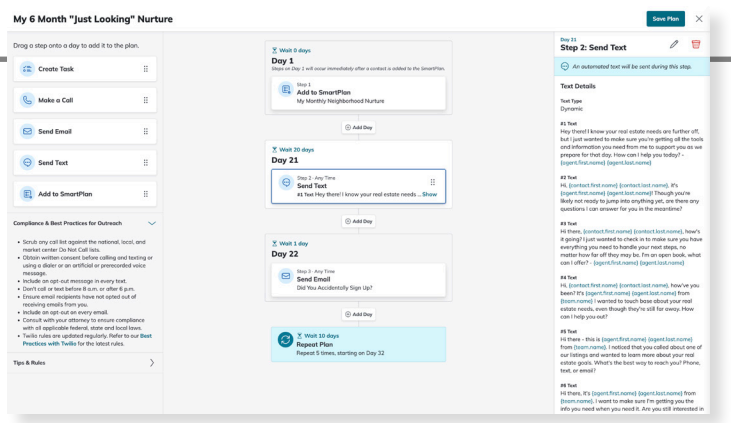 My 6 Month "Just Looking" Nurture
Save Plan
Drag a step onto a day to add it to the plan.
Create Task
Make a Call
Send Email
Send Text
Add to SmartPlan
Compliance & Best Practices for Outreach
• Scrub any call list against the national, local, and
market center Do Not Call lists.
• Obtain written consent before calling and texting or
using a dialer or an artificial or prerecorded voice
message.
• Include an opt-out message in every text.
• Don't call or text before 8 a.m. or after 6 p.m.
• Ensure email recipients have not opted out of
receiving emails from you.
• Include an opt-out on every email.
• Consult with your attorney to ensure compliance
with all applicable federal, state and local laws.
• Twilio rules are updated regularly. Refer to our Best
Practices with Twilio for the latest rules.
Tips & Rules
Wait 0 days
Day 1
Steps on Day 1 will occur immediately after a contact is added to the SmartPlan.
Step 1
Add to SmartPlan
My Monthly Neighborhood Nurture
Add Day
Wait 20 days
Day 21
Step 2 · Any Time
Send Text
#1 Text Hey there! I know your real estate needs ... Show
Add Day
Wait 1 day
Day 22
Step 3 · Any Time
Send Email
Did You Accidentally Sign Up?
Add Day
Wait 10 days
Repeat Plan
Repeat 5 times, starting on Day 32
Day 21
Step 2: Send Text
An automated text will be sent during this step.
Text Details
Text Type
Dynamic
#1 Text
Hey there! I know your real estate needs are further off,
but I just wanted to make sure you're getting all the tools
and information you need from me to support you as we
prepare for that day. How can I help you today? -
{agent.first.name} {agent.last.name}
#2 Text
Hi, {contact.first.name} {contact.last.name}, it's
{agent.first.name} {agent.last.name}! Though you're
likely not ready to jump into anything yet, are there any
questions I can answer for you in the meantime?
#3 Text
Hi there, {contact.first.name} {contact.last.name}, how's
it going? I just wanted to check in to make sure you have
everything you need to handle your next steps, no
matter how far off they may be. I'm an open book, what
can I offer? - {agent.first.name} {agent.last.name}
#4 Text
Hi, {contact.first.name} {contact.last.name}, how've you
been? It's {agent.first.name} {agent.last.name} from
{team.name}. I wanted to touch base about your real
estate needs, even though they're still far away. How
can I help you out?
#5 Text
Hi there - this is {agent.first.name} {agent.last.name}
from {team.name}. I noticed that you called about one of
our listings and wanted to learn more about your real
estate goals. What's the best way to reach you? Phone,
text, or email?
#6 Text
Hi there, it's {agent.first.name} {agent.last.name} from
{team.name}. I want to make sure I'm getting you the
info you need when you need it. Are you still interested in